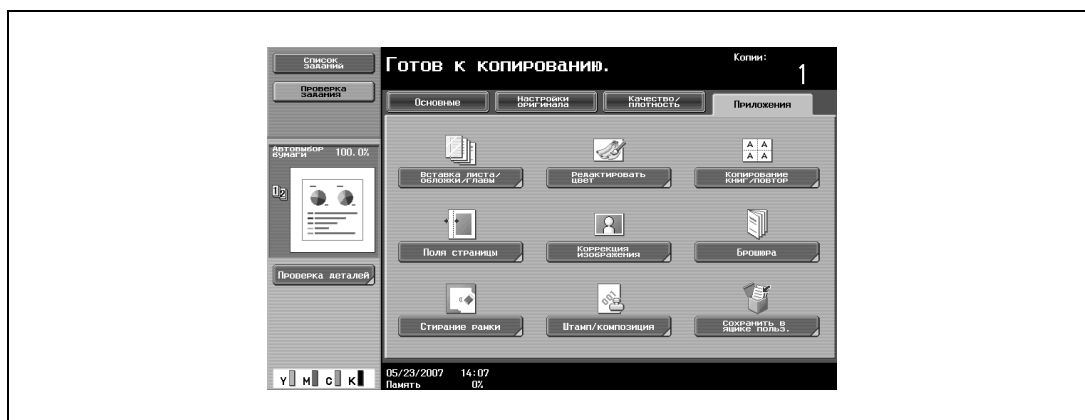 Список
заданий
Проверка
задания
Готов к копированию.
Копии:
1
Основные
Настройки
оригинала
Качество/
плотность
Приложения
Автовыбор
бумаги
100.0%
12
Вставка листа/
обложки/главы
Редактировать
цвет
A A
A A
Копирование
книг/повтор
Поля страницы
Коррекция
изображения
Брошюра
Проверка деталей
001
Стирание рамки
Штамп/композиция
Сохранить в
ящике польз.
Y M C K
05/23/2007 14:07
Память 0%